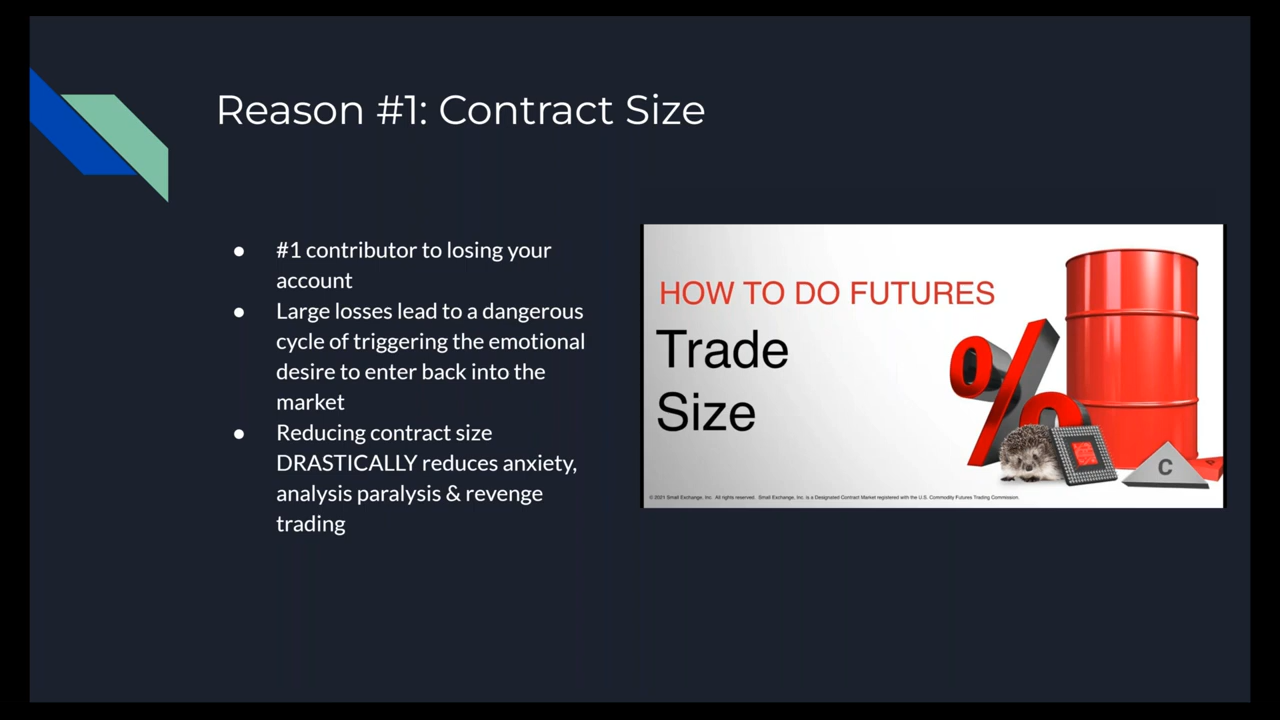 Reason #1: Contract Size
● #1 contributor to losing your
account
● Large losses lead to a dangerous
cycle of triggering the emotional
desire to enter back into the
market
● Reducing contract size
DRASTICALLY reduces anxiety,
analysis paralysis & revenge
trading
HOW TO DO FUTURES
Trade
Size
%
C
© 2021 Small Exchange, Inc. All rights reserved. Small Exchange, Inc. is a Designated Contract Market registered with the U.S. Commodity Futures Trading Commission.